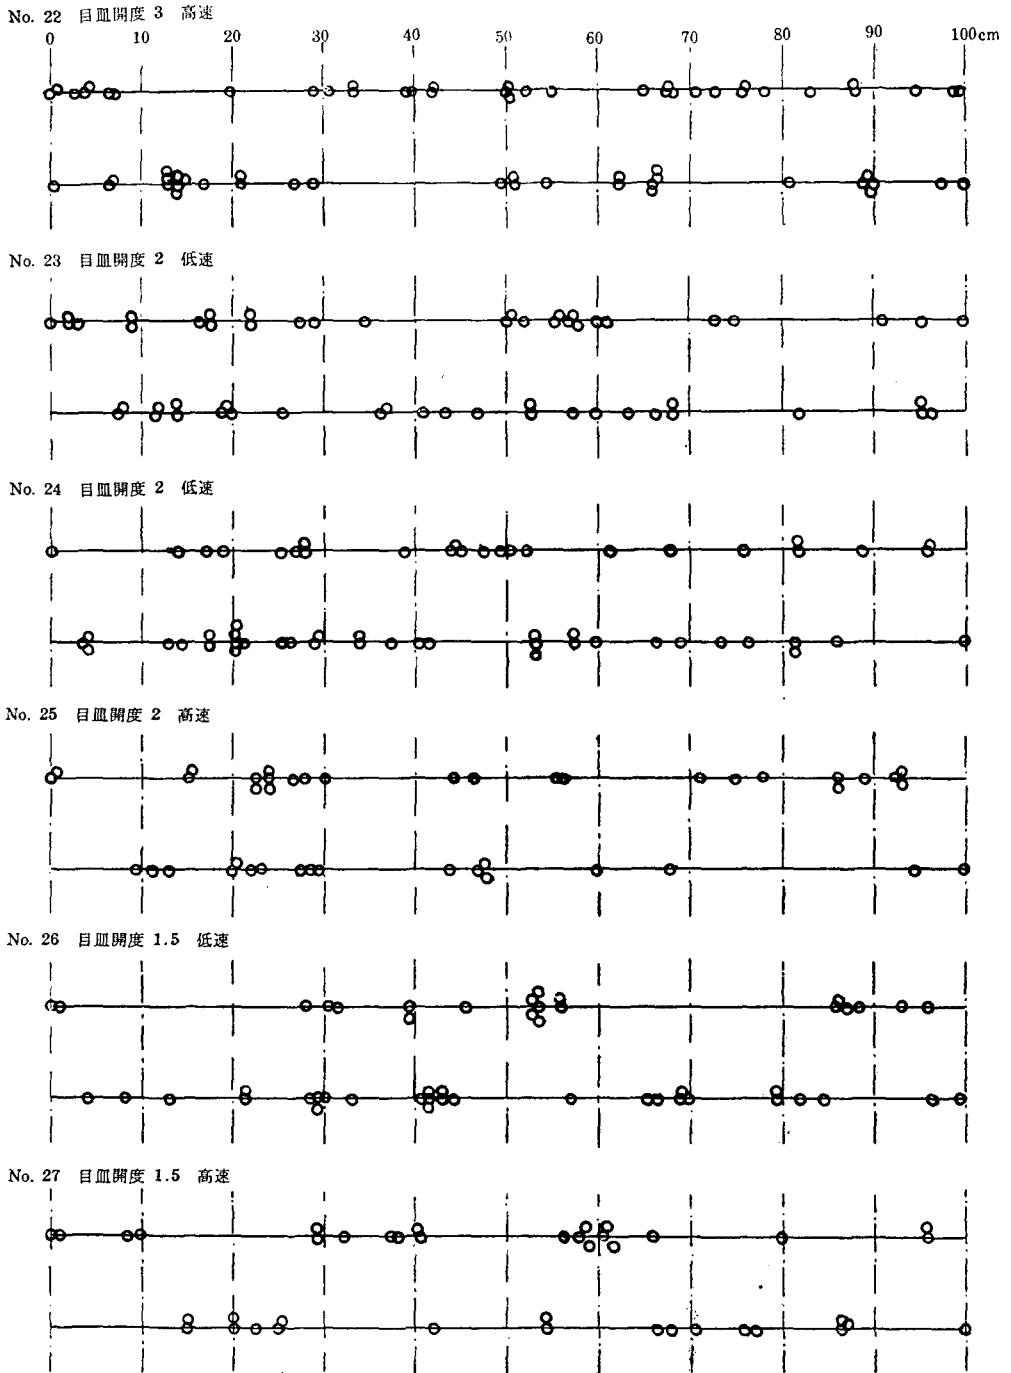 No. 22 目皿開度 3 高速
0 10 20 30 40 50 60 70 80 90 100cm
No. 23 目皿開度 2 低速
No. 24 目皿開度 2 低速
No. 25 目皿開度 2 高速
No. 26 目皿開度 1.5 低速
No. 27 目皿開度 1.5 高速